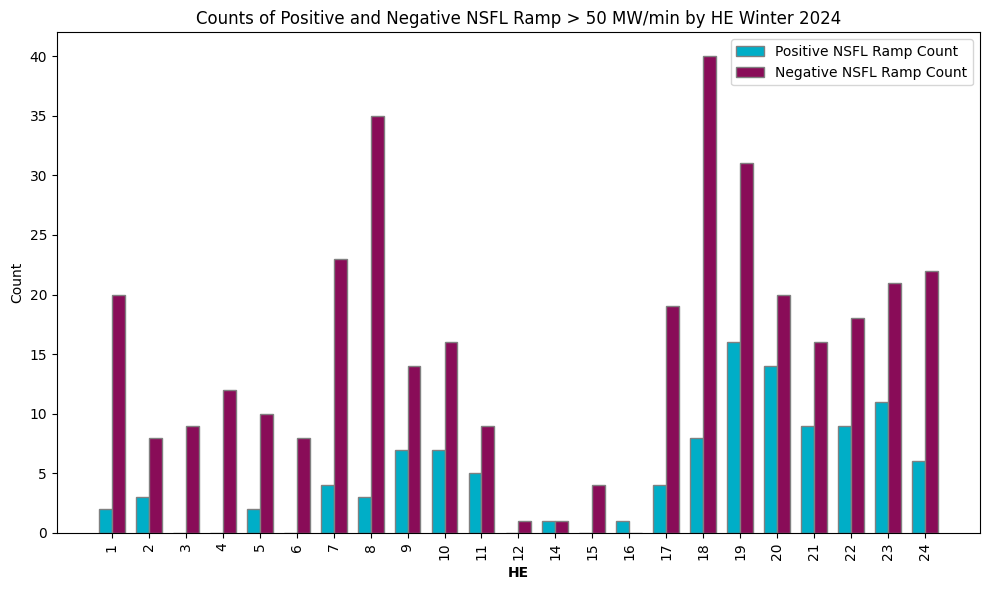 Counts of Positive and Negative NSFL Ramp > 50 MW/min by HE Winter 2024
Positive NSFL Ramp Count
Negative NSFL Ramp Count
Count
40
35
30
25
20
15
10
5
0
1 2 3 4 5 6 7 8 9 10 11 12 14 15 16 17 18 19 20 21 22 23 24
HE